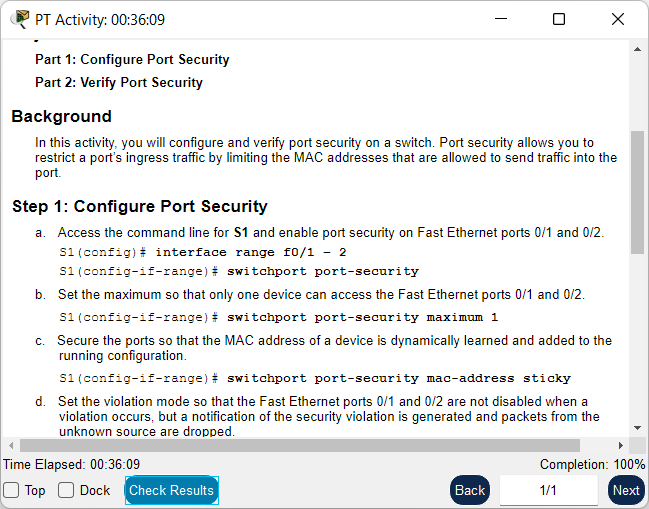 PT Activity: 00:36:09
Part 1: Configure Port Security
Part 2: Verify Port Security
Background
In this activity, you will configure and verify port security on a switch. Port security allows you to
restrict a port's ingress traffic by limiting the MAC addresses that are allowed to send traffic into the
port.
Step 1: Configure Port Security
a. Access the command line for S1 and enable port security on Fast Ethernet ports 0/1 and 0/2.
S1(config)# interface range f0/1 – 2
S1(config-if-range)# switchport port-security
b. Set the maximum so that only one device can access the Fast Ethernet ports 0/1 and 0/2.
S1(config-if-range)# switchport port-security maximum 1
c. Secure the ports so that the MAC address of a device is dynamically learned and added to the
running configuration.
S1(config-if-range)# switchport port-security mac-address sticky
d. Set the violation mode so that the Fast Ethernet ports 0/1 and 0/2 are not disabled when a
violation occurs, but a notification of the security violation is generated and packets from the
unknown source are dropped.
Time Elapsed: 00:36:09 Completion: 100%
Top Dock Check Results Back 1/1 Next